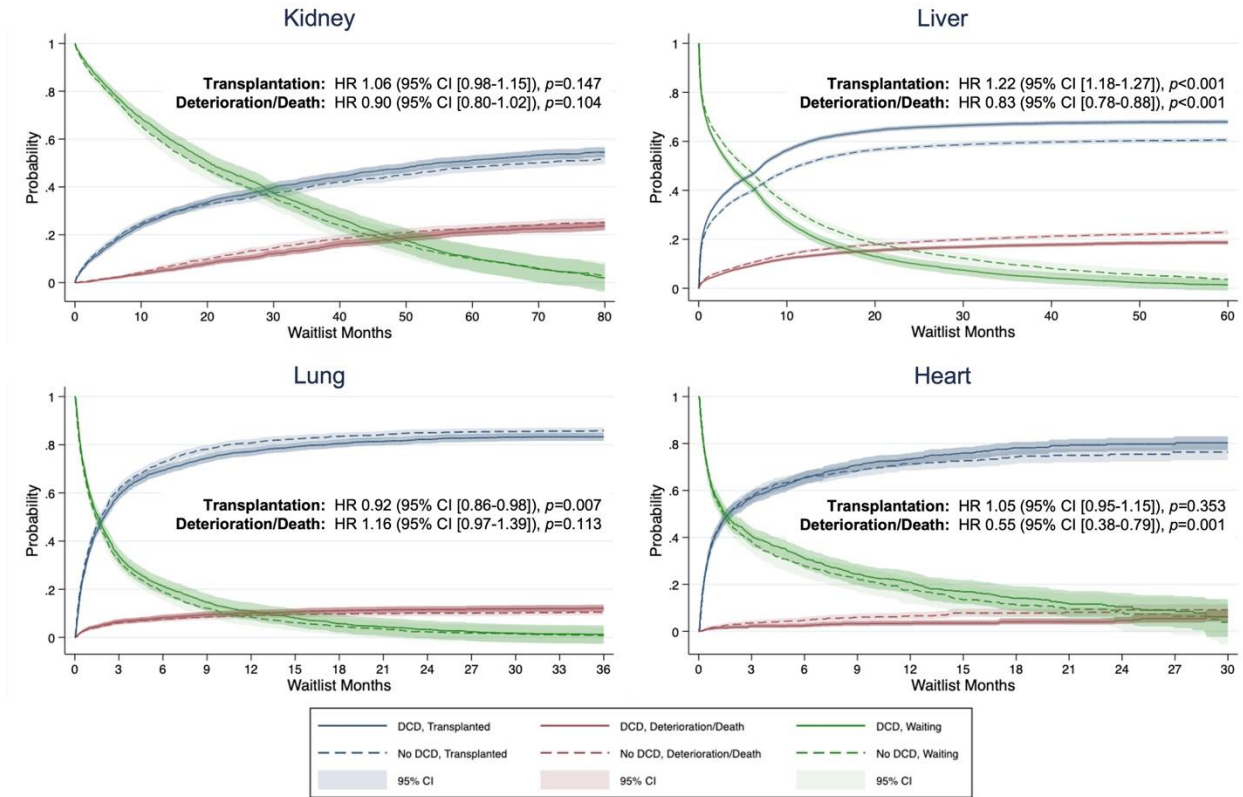 Kidney
Transplantation: HR 1.06 (95% CI [0.98-1.15]), p=0.147
Deterioration/Death: HR 0.90 (95% CI [0.80-1.02]), p=0.104
Probability
1
.8
.6
.4
.2
0
0 10 20 30 40 50 60 70 80
Waitlist Months
Liver
Transplantation: HR 1.22 (95% CI [1.18-1.27]), p<0.001
Deterioration/Death: HR 0.83 (95% CI [0.78-0.88]), p<0.001
Probability
1
.8
.6
.4
.2
0
0 10 20 30 40 50 60
Waitlist Months
Lung
Transplantation: HR 0.92 (95% CI [0.86-0.98]), p=0.007
Deterioration/Death: HR 1.16 (95% CI [0.97-1.39]), p=0.113
Probability
1
.8
.6
.4
.2
0
0 3 6 9 12 15 18 21 24 27 30 33 36
Waitlist Months
Heart
Transplantation: HR 1.05 (95% CI [0.95-1.15]), p=0.353
Deterioration/Death: HR 0.55 (95% CI [0.38-0.79]), p=0.001
Probability
1
.8
.6
.4
.2
0
0 3 6 9 12 15 18 21 24 27 30
Waitlist Months
DCD, Transplanted DCD, Deterioration/Death DCD, Waiting
No DCD, Transplanted No DCD, Deterioration/Death No DCD, Waiting
95% CI 95% CI 95% CI